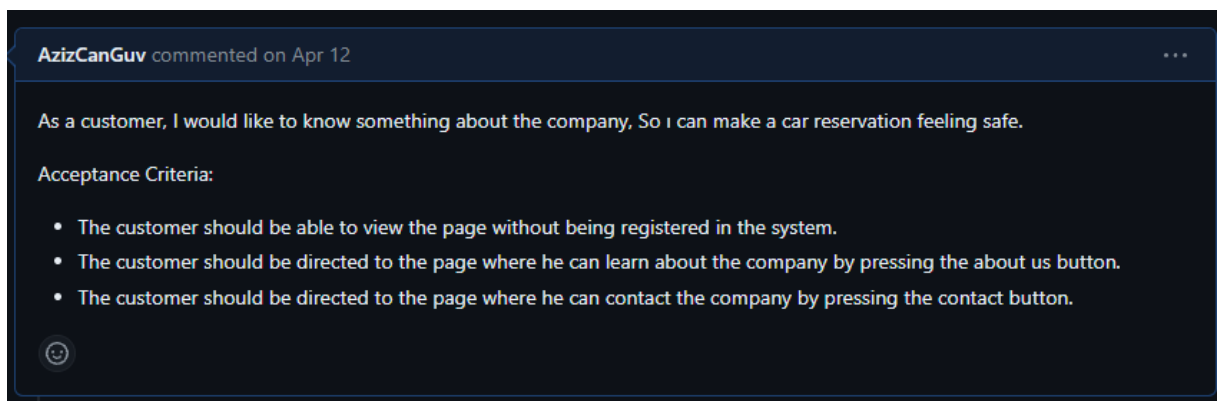 AzizCanGuv commented on Apr 12
As a customer, I would like to know something about the company, So ı can make a car reservation feeling safe.
Acceptance Criteria:
• The customer should be able to view the page without being registered in the system.
• The customer should be directed to the page where he can learn about the company by pressing the about us button.
• The customer should be directed to the page where he can contact the company by pressing the contact button.